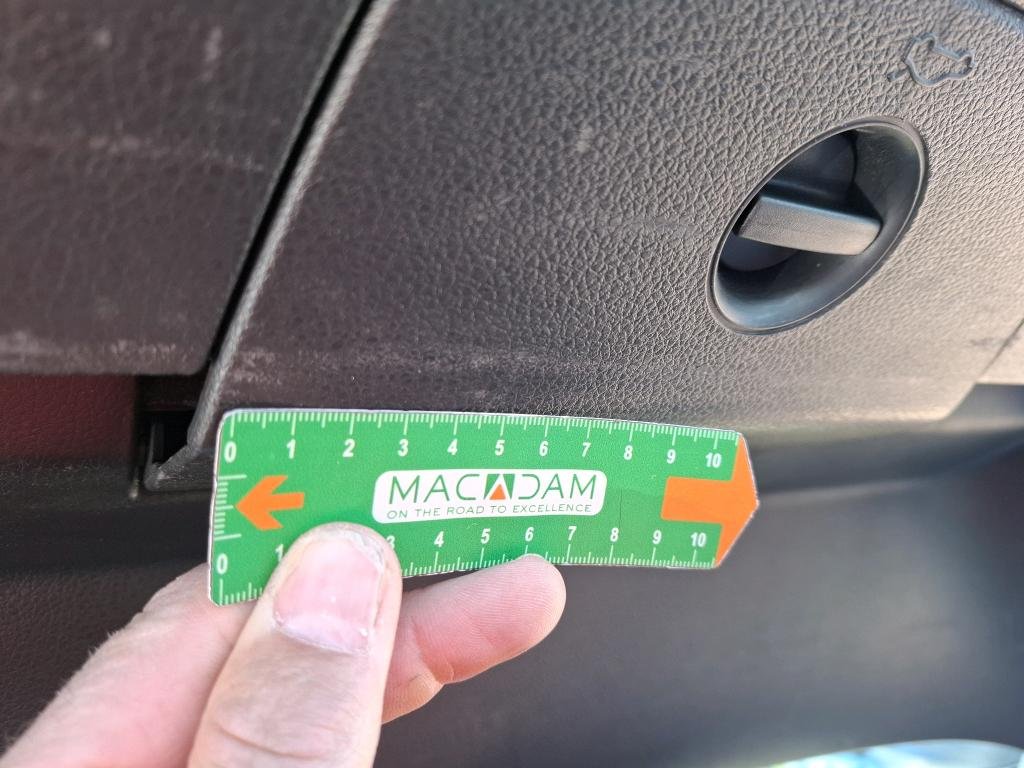 0 1 2 3 4 5 6 7 8 9 10
MACADAM
ON THE ROAD TO EXCELLENCE
0 1 3 4 5 6 7 8 9 10